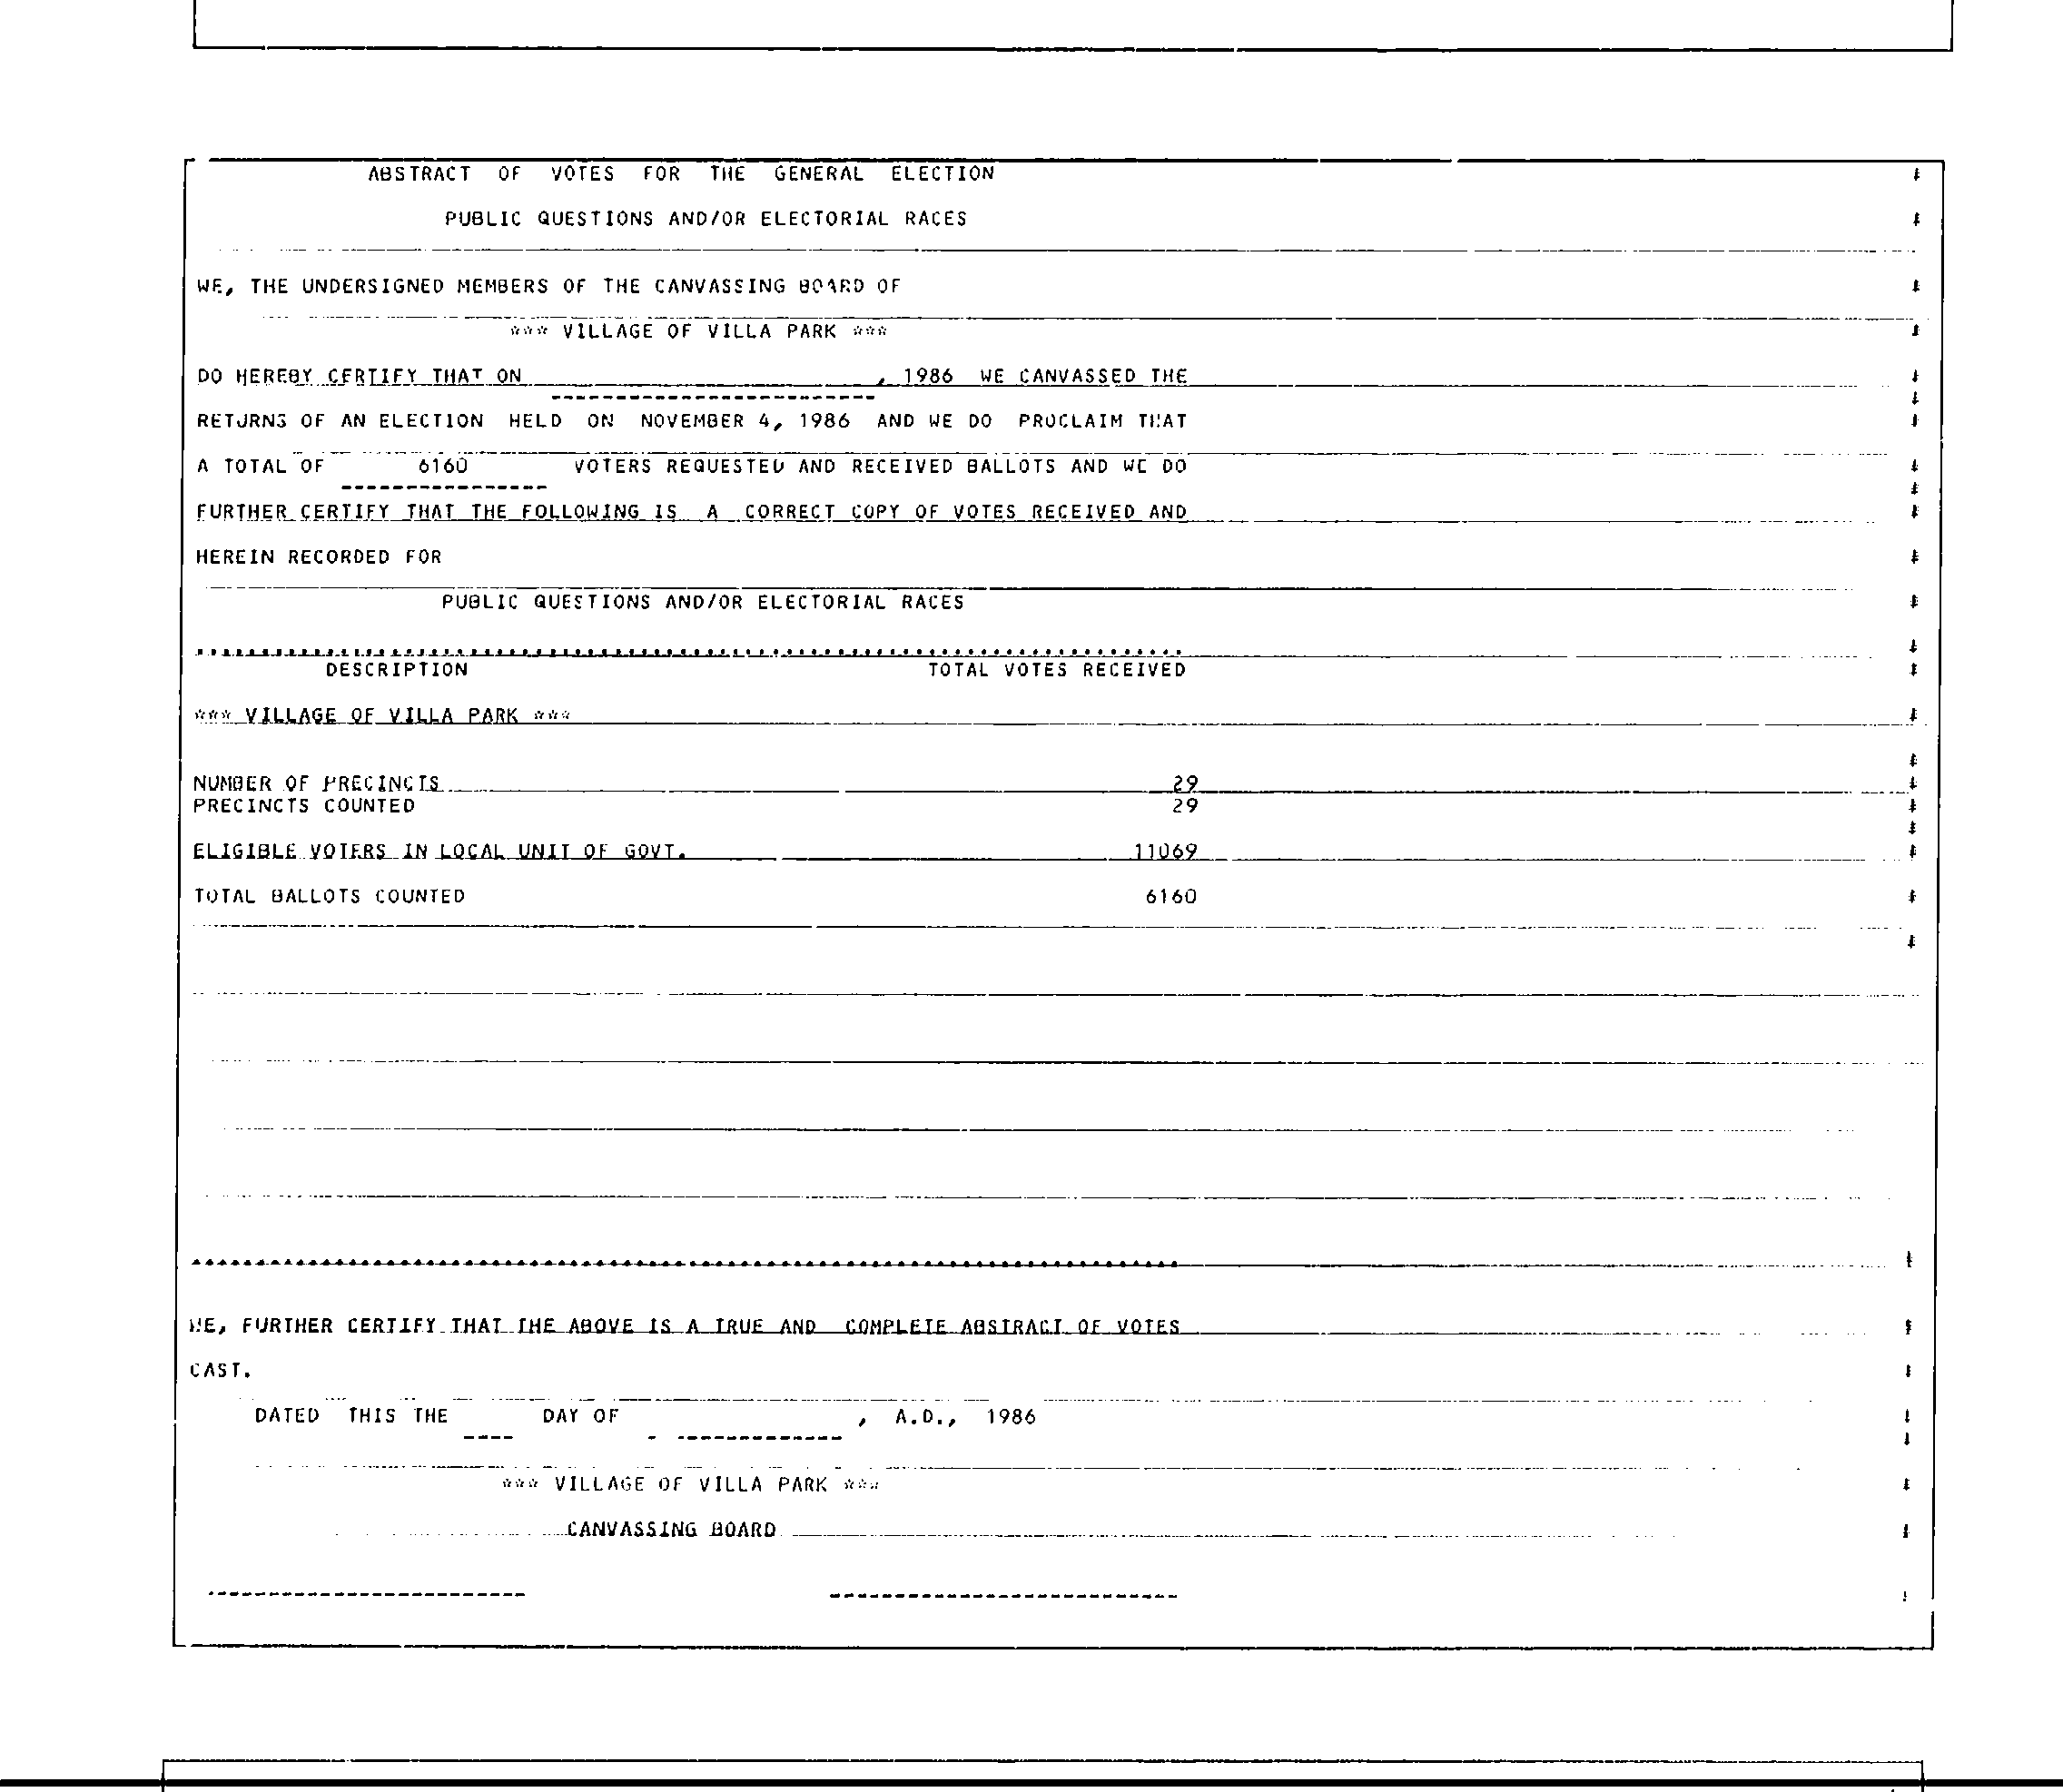 ABSTRACT OF VOTES FOR THE GENERAL ELECTION
PUBLIC QUESTIONS AND/OR ELECTORIAL RACES
WE, THE UNDERSIGNED MEMBERS OF THE CANVASSING BOARD OF
*** VILLAGE OF VILLA PARK ***
DO HEREBY CERTIFY THAT ON , 1986 WE CANVASSED THE
RETURNS OF AN ELECTION HELD ON NOVEMBER 4, 1986 AND WE DO PROCLAIM THAT
A TOTAL OF 6160 VOTERS REQUESTED AND RECEIVED BALLOTS AND WE DO
FURTHER CERTIFY THAT THE FOLLOWING IS A CORRECT COPY OF VOTES RECEIVED AND
HEREIN RECORDED FOR
PUBLIC QUESTIONS AND/OR ELECTORIAL RACES
DESCRIPTION TOTAL VOTES RECEIVED
*** VILLAGE OF VILLA PARK ***
NUMBER OF PRECINCTS 29
PRECINCTS COUNTED 29
ELIGIBLE VOTERS IN LOCAL UNIT OF GOVT. 11069
TOTAL BALLOTS COUNTED 6160
WE, FURTHER CERTIFY THAT THE ABOVE IS A TRUE AND COMPLETE ABSTRACT OF VOTES
CAST.
DATED THIS THE DAY OF , A.D., 1986
*** VILLAGE OF VILLA PARK ***
CANVASSING BOARD